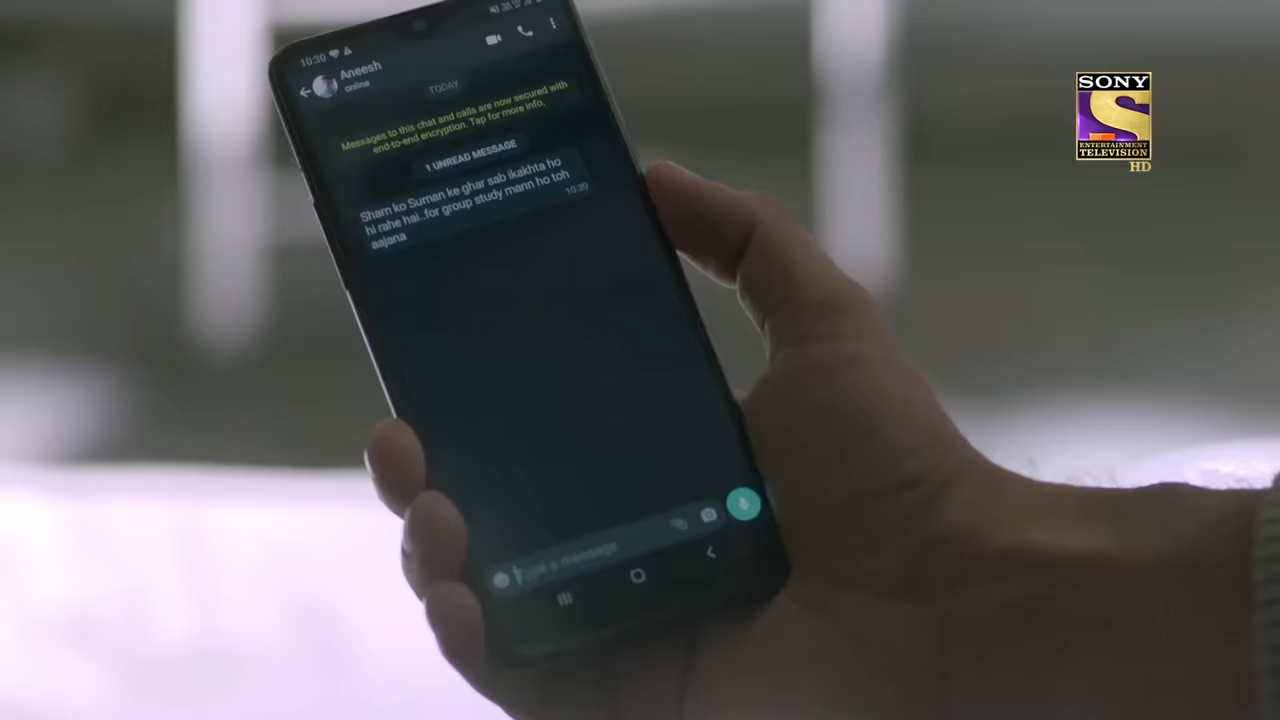 10:30
Aneesh
online
TODAY
Messages to this chat and calls are now secured with
end-to-end encryption. Tap for more info.
1 UNREAD MESSAGE
Sham ko Suman ke ghar sab ikakhta ho
hi rahe hai..for group study mann ho toh
aajana
10:30
Type a message
SONY
S
ENTERTAINMENT
TELEVISION
HD